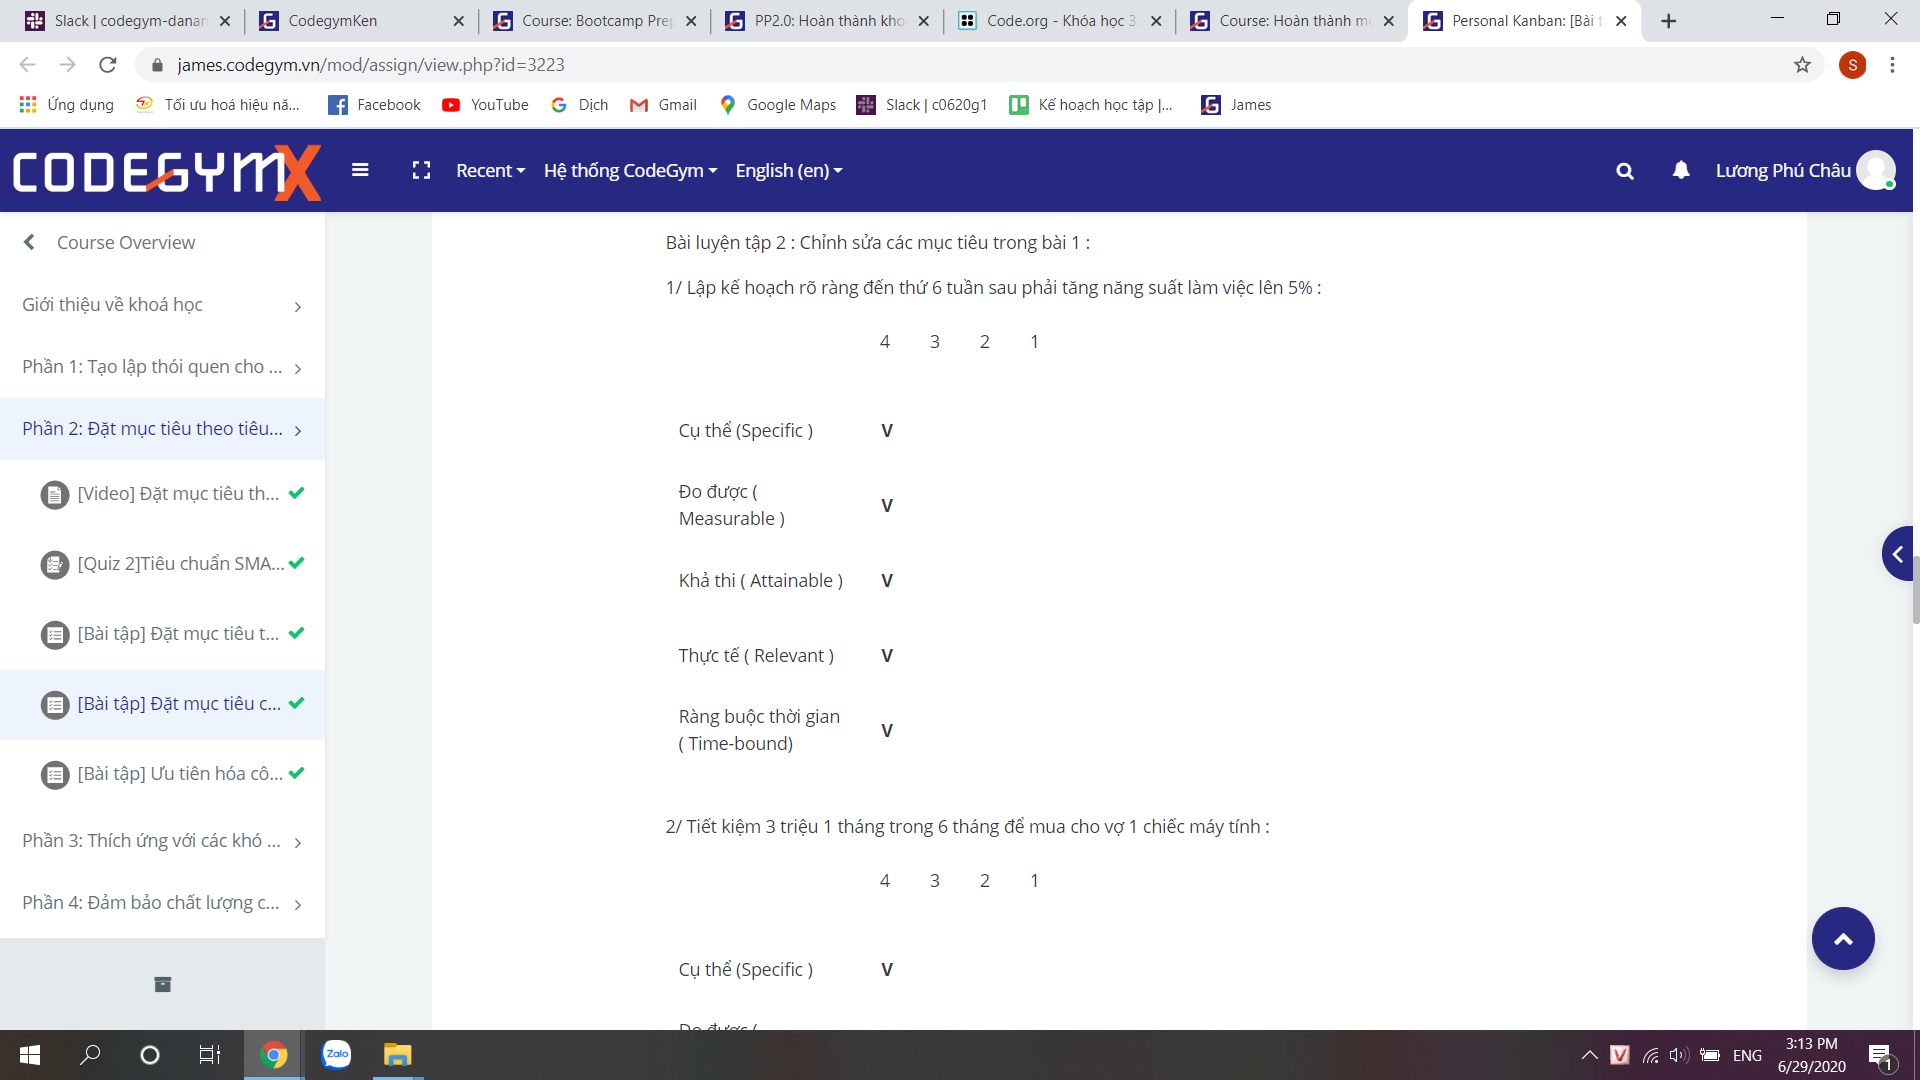 Slack | codegym-danan
CodegymKen
Course: Bootcamp Prep
PP2.0: Hoàn thành kho
Code.org - Khóa học 3:
Course: Hoàn thành mo
Personal Kanban: [Bài t
james.codegym.vn/mod/assign/view.php?id=3223
S
Ứng dụng
Tối ưu hoá hiệu nă...
Facebook
YouTube
Dịch
Gmail
Google Maps
Slack | c0620g1
Kế hoạch học tập |...
James
CODEGYMX
Recent
Hệ thống CodeGym
English (en)
Lương Phú Châu
Course Overview
Giới thiệu về khoá học
Phần 1: Tạo lập thói quen cho ...
Phần 2: Đặt mục tiêu theo tiêu...
[Video] Đặt mục tiêu th...
[Quiz 2]Tiêu chuẩn SMA...
[Bài tập] Đặt mục tiêu t...
[Bài tập] Đặt mục tiêu c...
[Bài tập] Ưu tiên hóa cô...
Phần 3: Thích ứng với các khó ...
Phần 4: Đảm bảo chất lượng c...
Bài luyện tập 2 : Chỉnh sửa các mục tiêu trong bài 1 :
1/ Lập kế hoạch rõ ràng đến thứ 6 tuần sau phải tăng năng suất làm việc lên 5% :
4 3 2 1
Cụ thể (Specific ) V
Đo được (
Measurable ) V
Khả thi ( Attainable ) V
Thực tế ( Relevant ) V
Ràng buộc thời gian
( Time-bound) V
2/ Tiết kiệm 3 triệu 1 tháng trong 6 tháng để mua cho vợ 1 chiếc máy tính :
4 3 2 1
Cụ thể (Specific ) V
Đo được (
Zalo
V
ENG
3:13 PM
6/29/2020
1